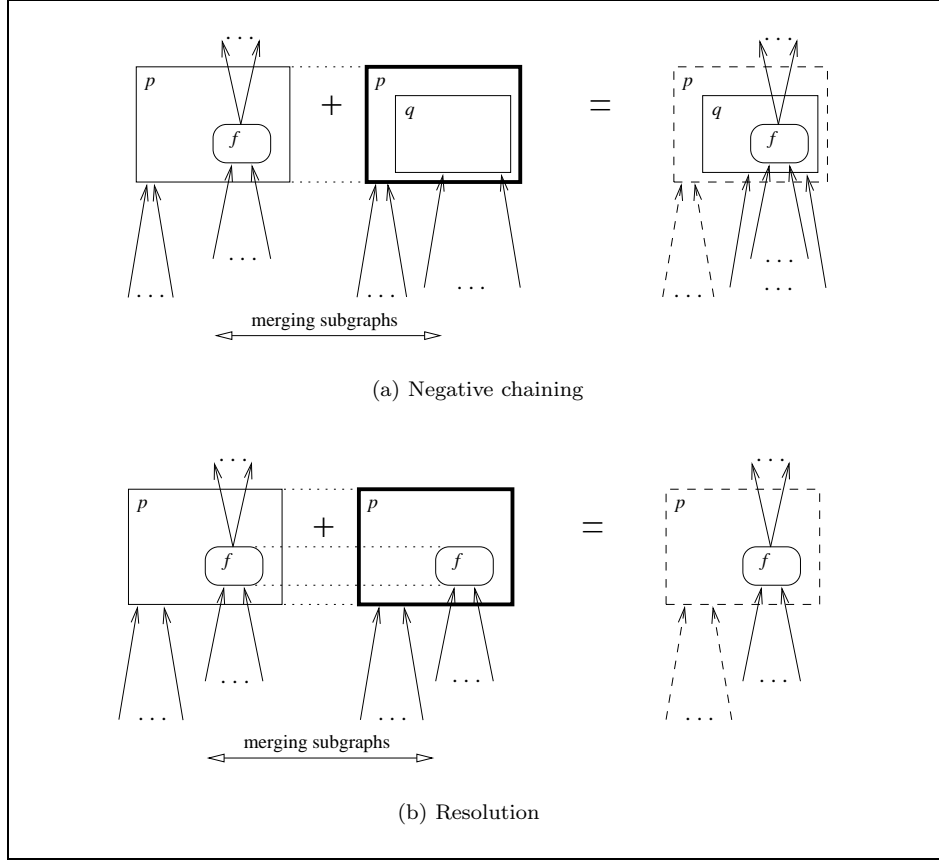 . . .
. . .
p
+
p
=
p
q
q
f
f
. . .
. . .
. . .
. . .
. . .
. . .
. . .
merging subgraphs
(a) Negative chaining
. . .
. . .
p
+
p
=
p
f
f
f
. . .
. . .
. . .
. . .
. . .
. . .
merging subgraphs
(b) Resolution